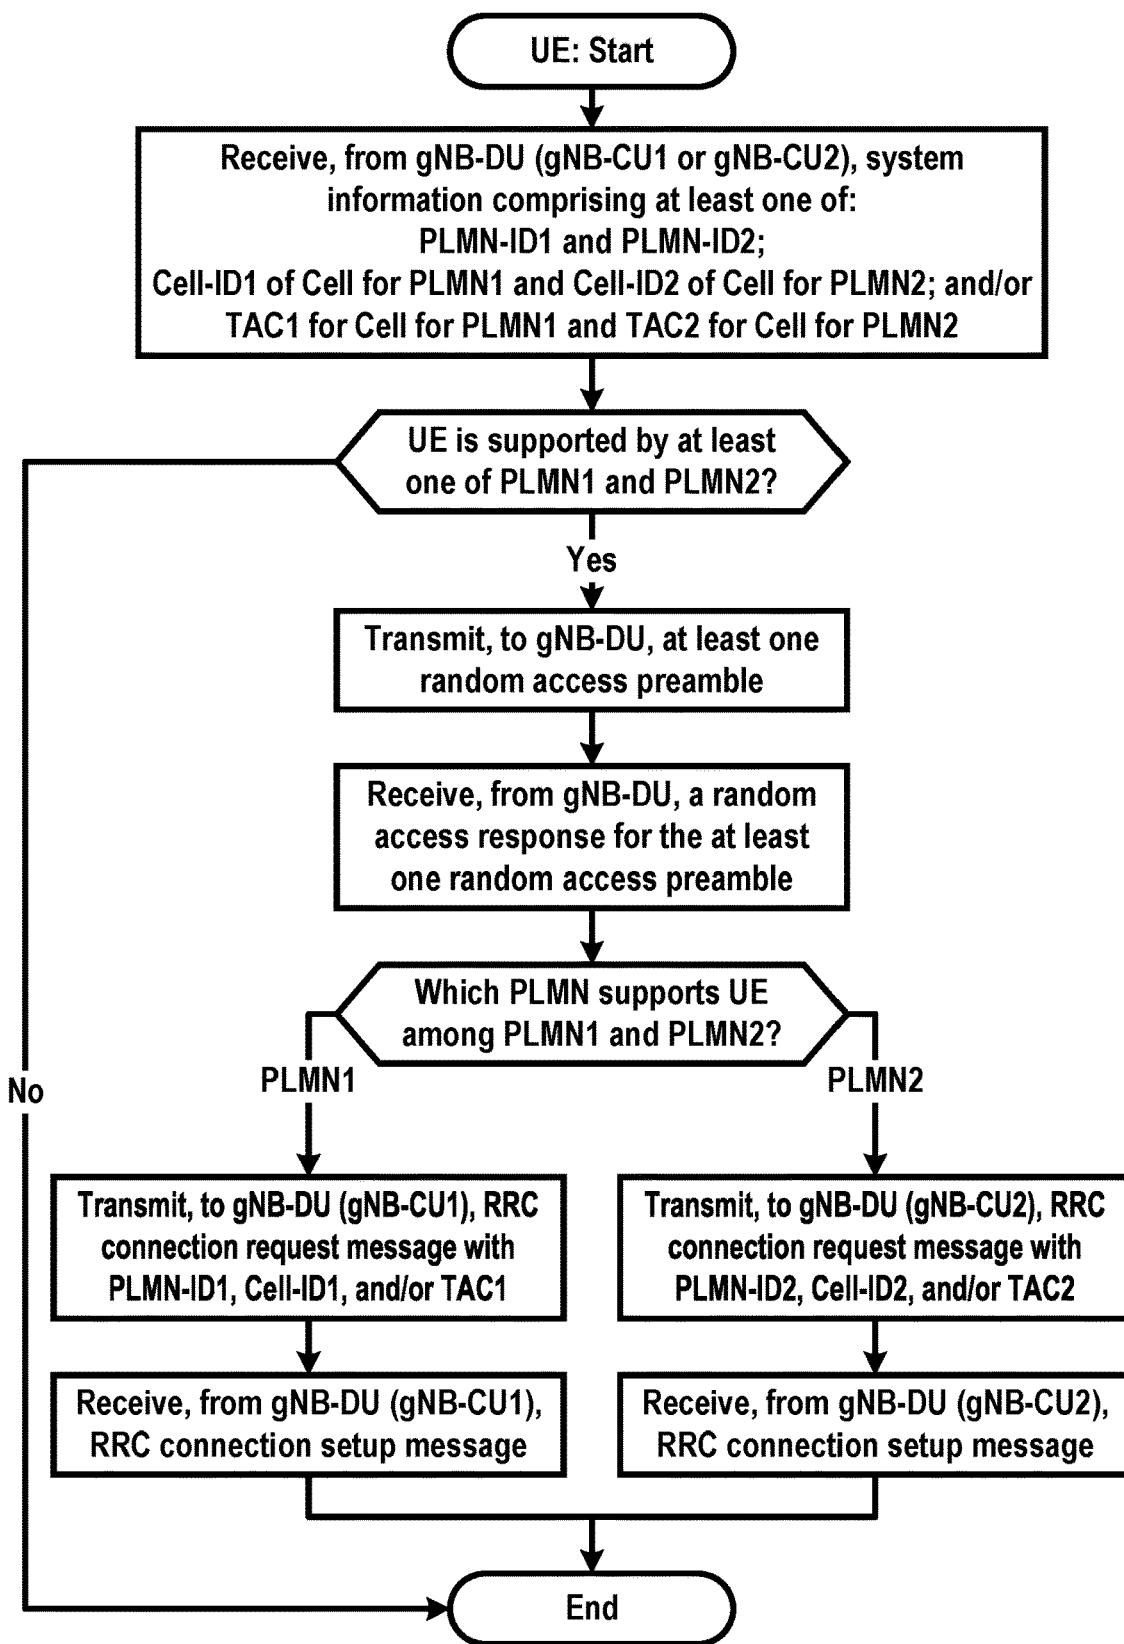 UE: Start
Receive, from gNB-DU (gNB-CU1 or gNB-CU2), system
information comprising at least one of:
PLMN-ID1 and PLMN-ID2;
Cell-ID1 of Cell for PLMN1 and Cell-ID2 of Cell for PLMN2; and/or
TAC1 for Cell for PLMN1 and TAC2 for Cell for PLMN2
UE is supported by at least
one of PLMN1 and PLMN2?
Yes
Transmit, to gNB-DU, at least one
random access preamble
Receive, from gNB-DU, a random
access response for the at least
one random access preamble
Which PLMN supports UE
among PLMN1 and PLMN2?
No
PLMN1
PLMN2
Transmit, to gNB-DU (gNB-CU1), RRC
connection request message with
PLMN-ID1, Cell-ID1, and/or TAC1
Transmit, to gNB-DU (gNB-CU2), RRC
connection request message with
PLMN-ID2, Cell-ID2, and/or TAC2
Receive, from gNB-DU (gNB-CU1),
RRC connection setup message
Receive, from gNB-DU (gNB-CU2),
RRC connection setup message
End